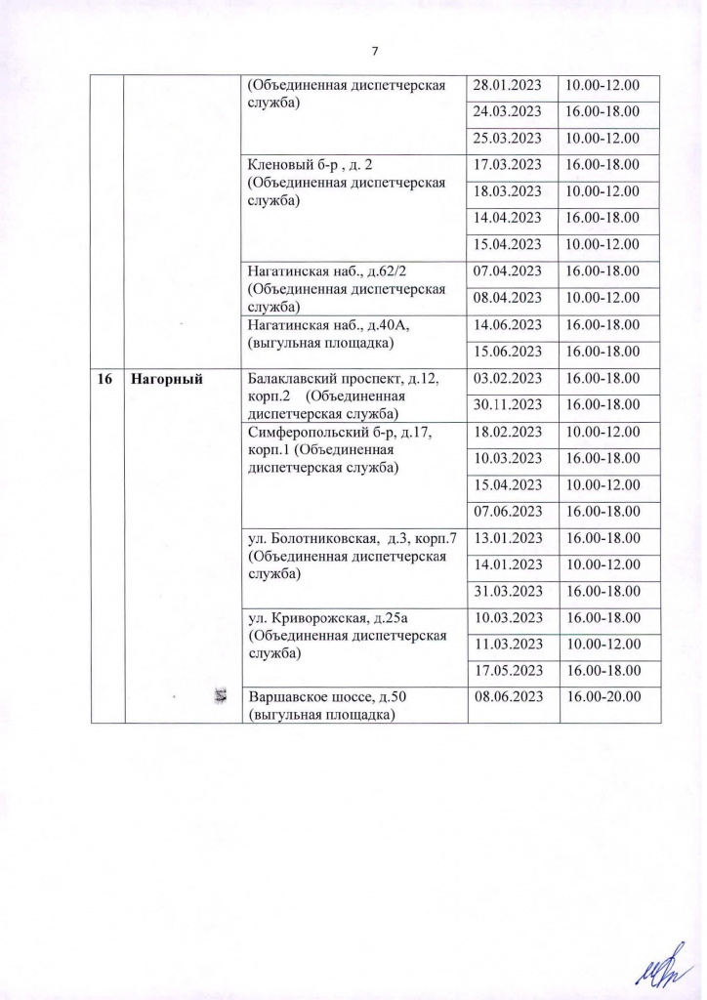 7
(Объединенная диспетчерская 28.01.2023 10.00-12.00
служба)
24.03.2023 16.00-18.00
25.03.2023 10.00-12.00
Кленовый б-р , д. 2 17.03.2023 16.00-18.00
(Объединенная диспетчерская 18.03.2023 10.00-12.00
служба)
14.04.2023 16.00-18.00
15.04.2023 10.00-12.00
Нагатинская наб., д.62/2 07.04.2023 16.00-18.00
(Объединенная диспетчерская 08.04.2023 10.00-12.00
служба)
Нагатинская наб., д.40А, 14.06.2023 16.00-18.00
(выгульная площадка) 15.06.2023 16.00-18.00
16 Нагорный Балаклавский проспект, д.12, 03.02.2023 16.00-18.00
корп.2 (Объединенная 30.11.2023 16.00-18.00
диспетчерская служба)
Симферопольский б-р, д.17, 18.02.2023 10.00-12.00
корп.1 (Объединенная 10.03.2023 16.00-18.00
диспетчерская служба)
15.04.2023 10.00-12.00
07.06.2023 16.00-18.00
ул. Болотниковская, д.3, корп.7 13.01.2023 16.00-18.00
(Объединенная диспетчерская 14.01.2023 10.00-12.00
служба)
31.03.2023 16.00-18.00
ул. Криворожская, д.25а 10.03.2023 16.00-18.00
(Объединенная диспетчерская 11.03.2023 10.00-12.00
служба)
17.05.2023 16.00-18.00
Варшавское шоссе, д.50 08.06.2023 16.00-20.00
(выгульная площадка)